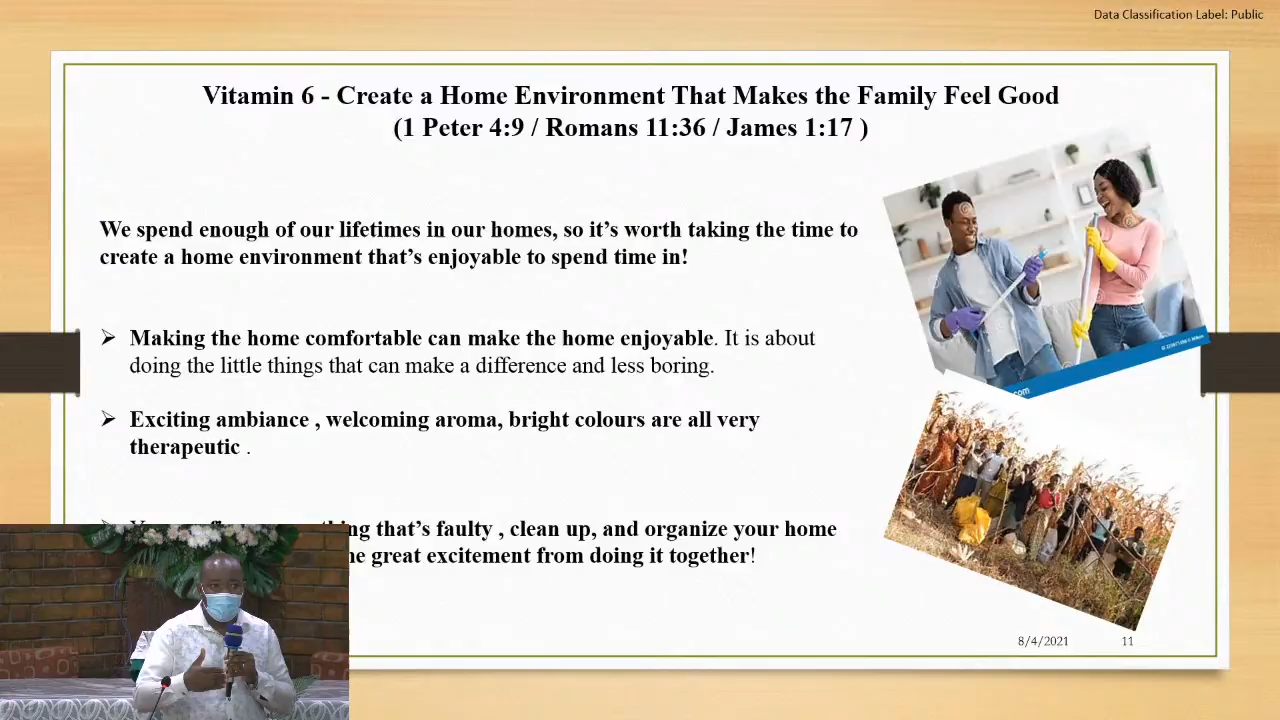 Data Classification Label: Public
Vitamin 6 - Create a Home Environment That Makes the Family Feel Good
(1 Peter 4:9 / Romans 11:36 / James 1:17 )
We spend enough of our lifetimes in our homes, so it’s worth taking the time to
create a home environment that’s enjoyable to spend time in!
➢ Making the home comfortable can make the home enjoyable. It is about
doing the little things that can make a difference and less boring.
➢ Exciting ambiance , welcoming aroma, bright colours are all very
therapeutic .
that’s faulty , clean up, and organize your home
great excitement from doing it together!
8/4/2021 11